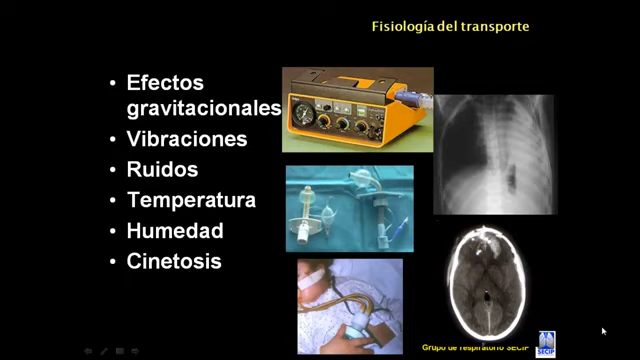 Fisiología del transporte
• Efectos
gravitacionales
• Vibraciones
• Ruidos
• Temperatura
• Humedad
• Cinetosis
Grupo de respiratorio SECIP
SECIP